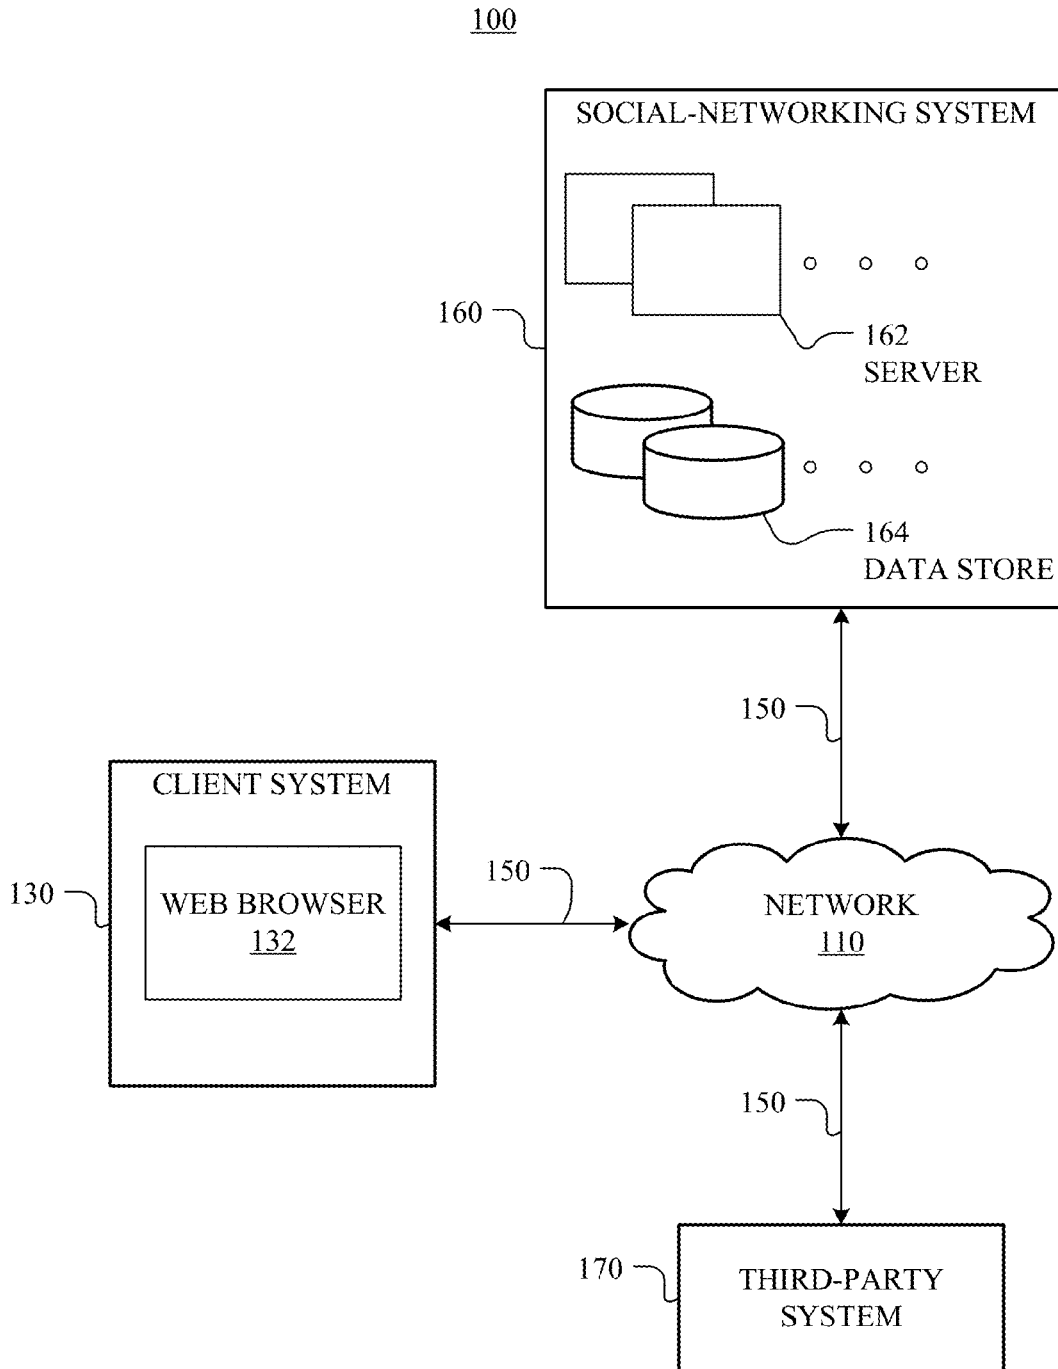 100
SOCIAL-NETWORKING SYSTEM
160
162
SERVER
164
DATA STORE
150
CLIENT SYSTEM
130
WEB BROWSER
132
150
NETWORK
110
150
170
THIRD-PARTY
SYSTEM